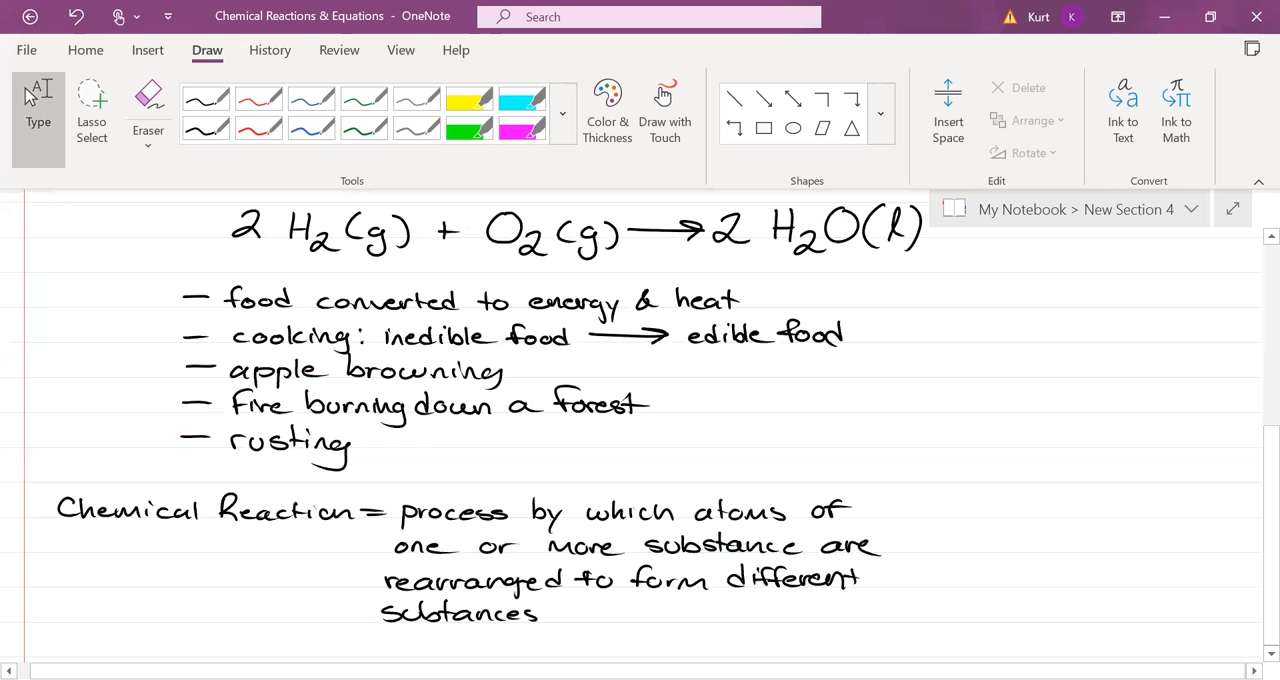 Chemical Reactions & Equations - OneNote
Search
Kurt
K
File Home Insert Draw History Review View Help
Type
Lasso Select
Eraser
Color & Thickness
Draw with Touch
Insert Space
Delete
Arrange
Rotate
Ink to Text
Ink to Math
Tools
Shapes
Edit
Convert
My Notebook > New Section 4
2 H₂(g) + O₂(g) → 2 H₂O(l)
— food converted to energy & heat
— cooking: inedible food → edible food
— apple browning
— fire burning down a forest
— rusting
Chemical Reaction = process by which atoms of
one or more substance are
rearranged to form different
substances